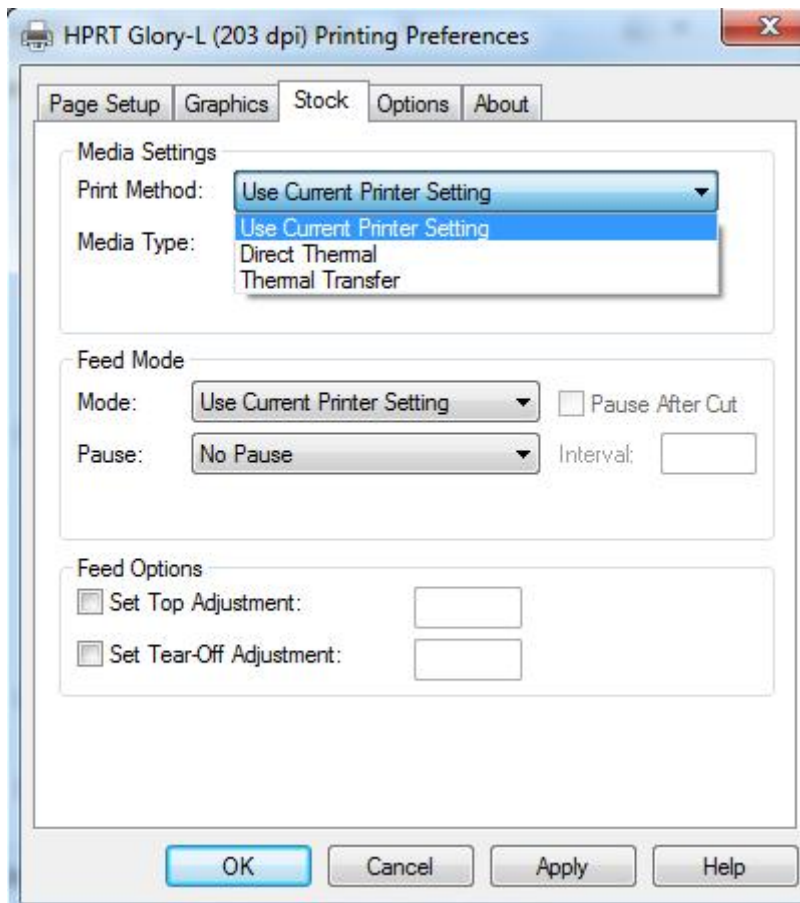 HPRT Glory-L (203 dpi) Printing Preferences
Page Setup Graphics Stock Options About
Media Settings
Print Method: Use Current Printer Setting
Use Current Printer Setting
Media Type:
Direct Thermal
Thermal Transfer
Feed Mode
Mode: Use Current Printer Setting Pause After Cut
Pause: No Pause Interval:
Feed Options
Set Top Adjustment:
Set Tear-Off Adjustment:
OK Cancel Apply Help